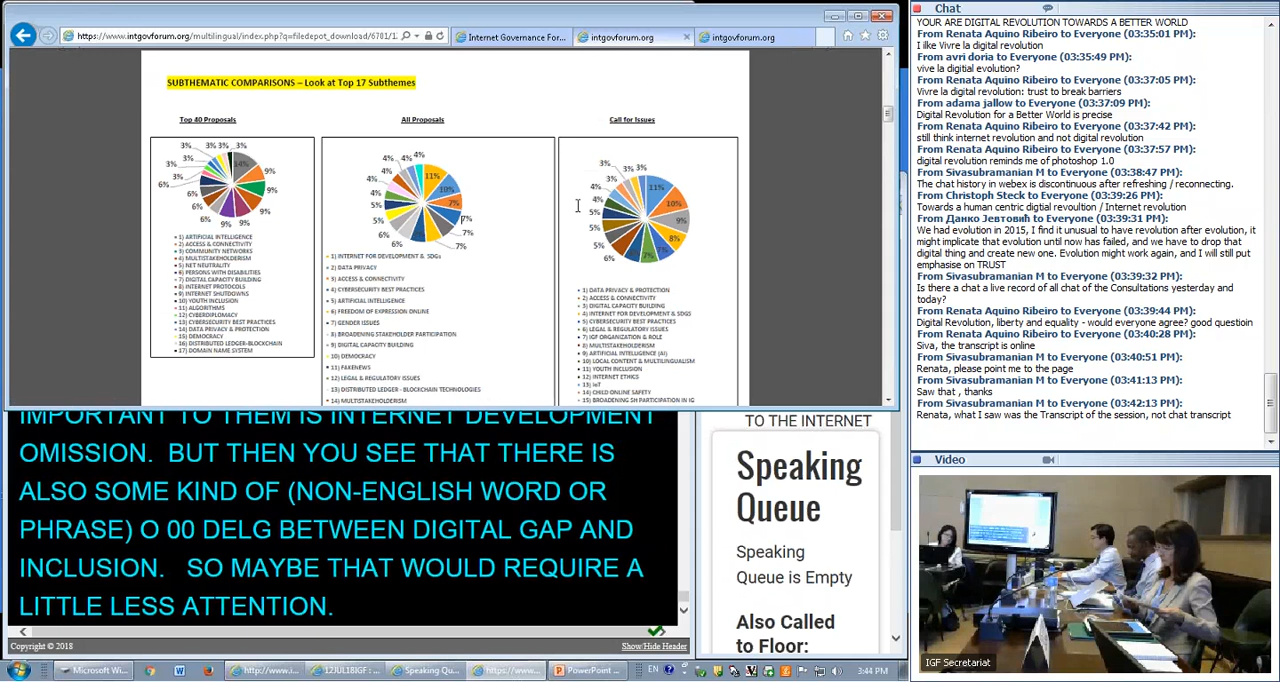 https://www.intgovforum.org/multilingual/index.php?q=filedepot_download/6781/1
Internet Governance For...
intgovforum.org
intgovforum.org
SUBTHEMATIC COMPARISONS – Look at Top 17 Subthemes
Top 40 Proposals
All Proposals
Call for Issues
1) ARTIFICIAL INTELLIGENCE
2) ACCESS & CONNECTIVITY
3) COMMUNITY NETWORKS
4) MULTISTAKEHOLDERISM
5) NET NEUTRALITY
6) PERSONS WITH DISABILITIES
7) DIGITAL CAPACITY BUILDING
8) INTERNET PROTOCOLS
9) INTERNET SHUTDOWNS
10) YOUTH INCLUSION
11) ALGORITHMS
12) CYBERDIPLOMACY
13) CYBERSECURITY BEST PRACTICES
14) DATA PRIVACY & PROTECTION
15) DEMOCRACY
16) DISTRIBUTED LEDGER-BLOCKCHAIN
17) DOMAIN NAME SYSTEM
1) INTERNET FOR DEVELOPMENT & SDGs
2) DATA PRIVACY
3) ACCESS & CONNECTIVITY
4) CYBERSECURITY BEST PRACTICES
5) ARTIFICIAL INTELLIGENCE
6) FREEDOM OF EXPRESSION ONLINE
7) GENDER ISSUES
8) BROADENING STAKEHOLDER PARTICIPATION
9) DIGITAL CAPACITY BUILDING
10) DEMOCRACY
11) FAKENEWS
12) LEGAL & REGULATORY ISSUES
13) DISTRIBUTED LEDGER - BLOCKCHAIN TECHNOLOGIES
14) MULTISTAKEHOLDERISM
1) DATA PRIVACY & PROTECTION
2) ACCESS & CONNECTIVITY
3) DIGITAL CAPACITY BUILDING
4) INTERNET FOR DEVELOPMENT & SDGS
5) CYBERSECURITY BEST PRACTICES
6) LEGAL & REGULATORY ISSUES
7) IGF ORGANIZATION & ROLE
8) MULTISTAKEHOLDERISM
9) ARTIFICIAL INTELLIGENCE (AI)
10) LOCAL CONTENT & MULTILINGUALISM
11) YOUTH INCLUSION
12) INTERNET ETHICS
13) IoT
14) CHILD ONLINE SAFETY
15) BROADENING SH PARTICIPATION IN IG
IMPORTANT TO THEM IS INTERNET DEVELOPMENT
OMISSION. BUT THEN YOU SEE THAT THERE IS
ALSO SOME KIND OF (NON-ENGLISH WORD OR
PHRASE) O 00 DELG BETWEEN DIGITAL GAP AND
INCLUSION. SO MAYBE THAT WOULD REQUIRE A
LITTLE LESS ATTENTION.
TO THE INTERNET
Speaking
Queue
Speaking
Queue is Empty
Also Called
to Floor:
Copyright © 2018
Show/Hide Header
Microsoft Wi...
http://www.i...
12JUL18IGF :...
Speaking Qu...
https://www...
PowerPoint ...
EN
3:44 PM
Chat
YOUR ARE DIGITAL REVOLUTION TOWARDS A BETTER WORLD
From Renata Aquino Ribeiro to Everyone (03:35:01 PM):
I ilke Vivre la digital revolution
From avri doria to Everyone (03:35:49 PM):
vive la digitial evolution?
From Renata Aquino Ribeiro to Everyone (03:37:05 PM):
Vivre la digital revolution: trust to break barriers
From adama jallow to Everyone (03:37:09 PM):
Digital Revolution for a Better World is precise
From Renata Aquino Ribeiro to Everyone (03:37:42 PM):
still think internet revolution and not digital revolution
From Renata Aquino Ribeiro to Everyone (03:37:57 PM):
digital revolution reminds me of photoshop 1.0
From Sivasubramanian M to Everyone (03:38:47 PM):
The chat history in webex is discontinuous after refreshing / reconnecting.
From Christoph Steck to Everyone (03:39:26 PM):
Towards a human centric digital revoltuion / Internet revolution
From Данко Јевтовић to Everyone (03:39:31 PM):
We had evolution in 2015, I find it unusual to have revolution after evolution, it
might implicate that evolution until now has failed, and we have to drop that
digital thing and create new one. Evolution might work again, and I will still put
emphasise on TRUST
From Sivasubramanian M to Everyone (03:39:32 PM):
Is there a chat a live record of all chat of the Consultations yesterday and
today?
From Renata Aquino Ribeiro to Everyone (03:39:44 PM):
Digital Revolution, liberty and equality - would everyone agree? good questioin
From Renata Aquino Ribeiro to Everyone (03:40:28 PM):
Siva, the transcript is online
From Sivasubramanian M to Everyone (03:40:51 PM):
Renata, please point me to the page
From Sivasubramanian M to Everyone (03:41:13 PM):
Saw that , thanks
From Sivasubramanian M to Everyone (03:42:13 PM):
Renata, what I saw was the Transcript of the session, not chat transcript
Video
IGF Secretariat